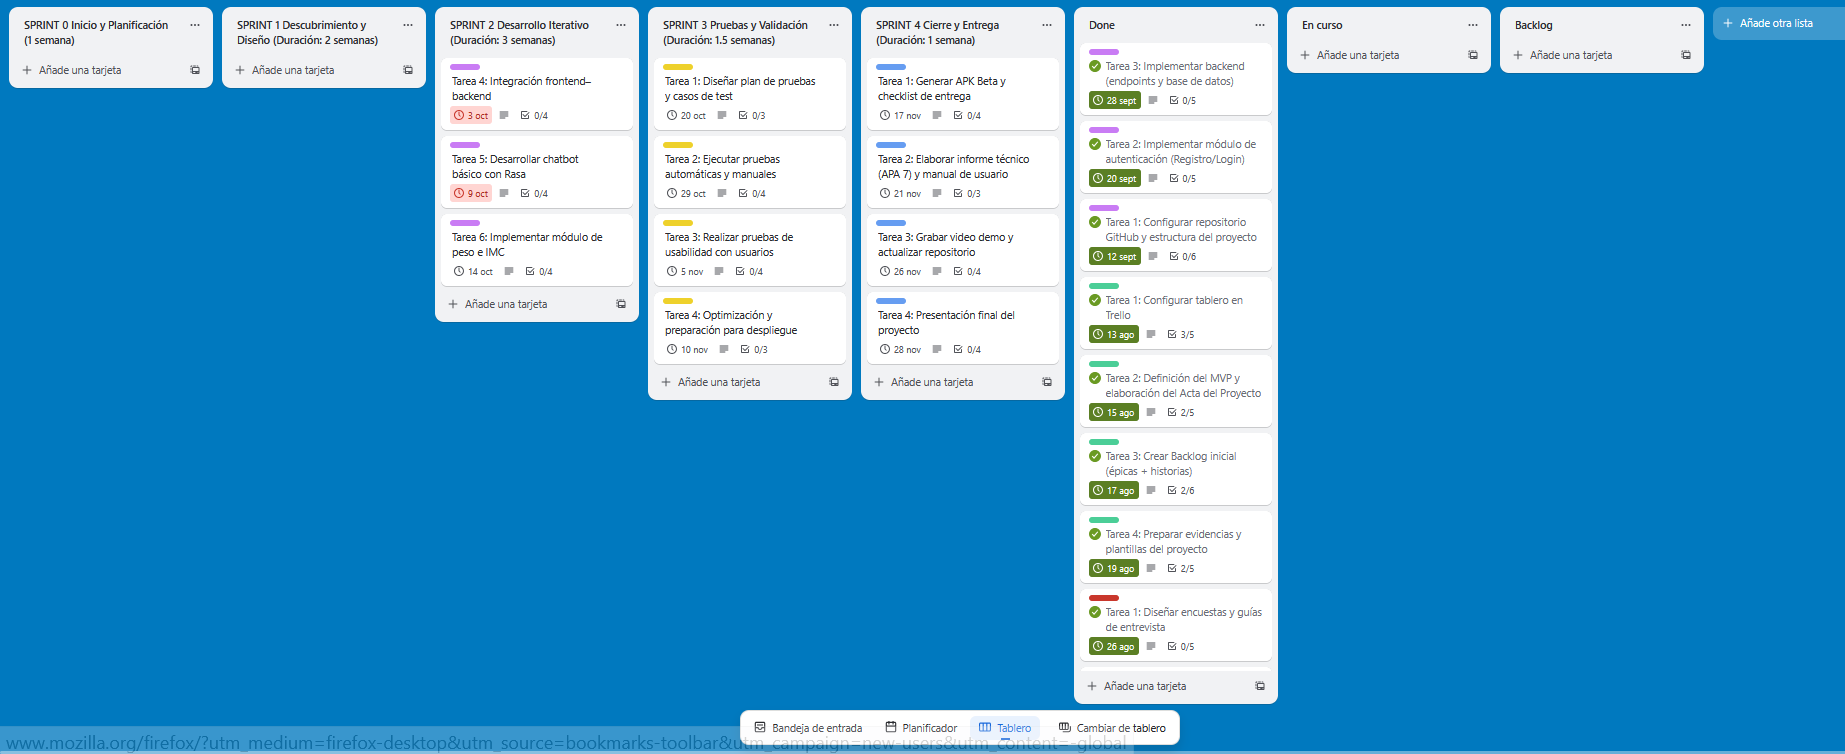 SPRINT 0 Inicio y Planificación
(1 semana)
Añade una tarjeta
SPRINT 1 Descubrimiento y
Diseño (Duración: 2 semanas)
Añade una tarjeta
SPRINT 2 Desarrollo Iterativo
(Duración: 3 semanas)
Tarea 4: Integración frontend–
backend
3 oct
0/4
Tarea 5: Desarrollar chatbot
básico con Rasa
9 oct
0/4
Tarea 6: Implementar módulo de
peso e IMC
14 oct
0/4
Añade una tarjeta
SPRINT 3 Pruebas y Validación
(Duración: 1.5 semanas)
Tarea 1: Diseñar plan de pruebas
y casos de test
20 oct
0/3
Tarea 2: Ejecutar pruebas
automáticas y manuales
29 oct
0/4
Tarea 3: Realizar pruebas de
usabilidad con usuarios
5 nov
0/4
Tarea 4: Optimización y
preparación para despliegue
10 nov
0/3
Añade una tarjeta
SPRINT 4 Cierre y Entrega
(Duración: 1 semana)
Tarea 1: Generar APK Beta y
checklist de entrega
17 nov
0/4
Tarea 2: Elaborar informe técnico
(APA 7) y manual de usuario
21 nov
0/3
Tarea 3: Grabar video demo y
actualizar repositorio
26 nov
0/4
Tarea 4: Presentación final del
proyecto
28 nov
0/4
Añade una tarjeta
Done
Tarea 3: Implementar backend
(endpoints y base de datos)
28 sept
0/5
Tarea 2: Implementar módulo de
autenticación (Registro/Login)
20 sept
0/5
Tarea 1: Configurar repositorio
GitHub y estructura del proyecto
12 sept
0/6
Tarea 1: Configurar tablero en
Trello
13 ago
3/5
Tarea 2: Definición del MVP y
elaboración del Acta del Proyecto
15 ago
2/5
Tarea 3: Crear Backlog inicial
(épicas + historias)
17 ago
2/6
Tarea 4: Preparar evidencias y
plantillas del proyecto
19 ago
2/5
Tarea 1: Diseñar encuestas y guías
de entrevista
26 ago
0/5
Añade una tarjeta
En curso
Añade una tarjeta
Backlog
Añade una tarjeta
Añade otra lista
Bandeja de entrada
Planificador
Tablero
Cambiar de tablero
www.mozilla.org/firefox/?utm_medium=firefox-desktop&utm_source=bookmarks-toolbar&utm_campaign=new-users&utm_content=-global